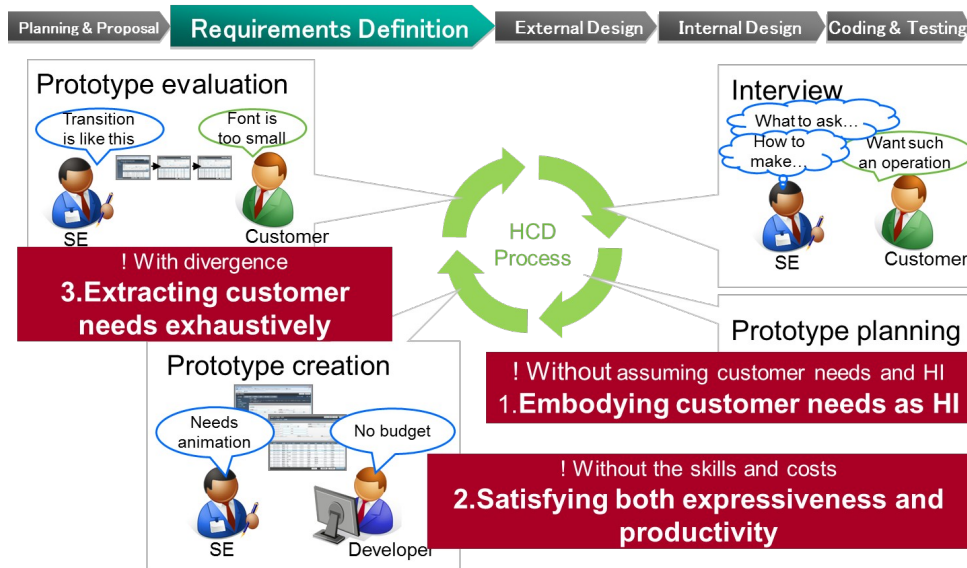 Planning & Proposal
Requirements Definition
External Design
Internal Design
Coding & Testing
Prototype evaluation
Transition
is like this
Font is
too small
SE
Customer
! With divergence
3.Extracting customer
needs exhaustively
Interview
What to ask…
How to
make…
Want such
an operation
SE
Customer
HCD
Process
Prototype planning
! Without assuming customer needs and HI
1.Embodying customer needs as HI
Prototype creation
Needs
animation
No budget
SE
Developer
! Without the skills and costs
2.Satisfying both expressiveness and
productivity